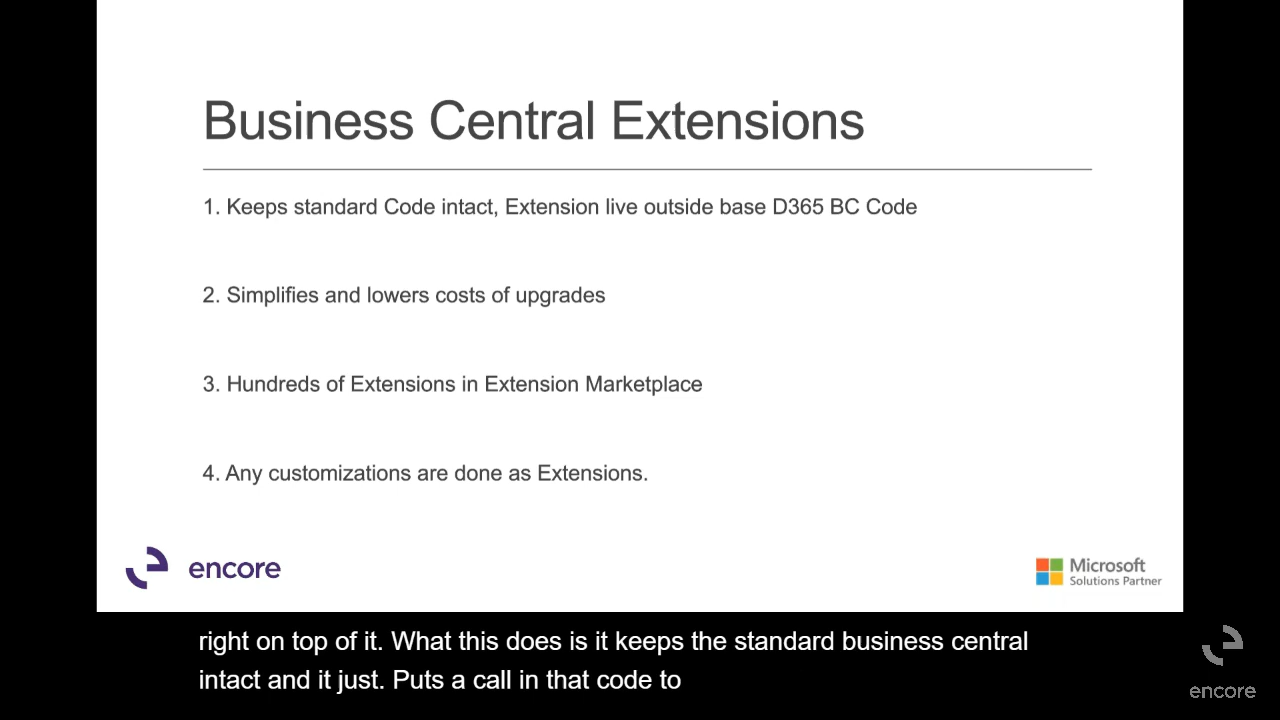 Business Central Extensions
1. Keeps standard Code intact, Extension live outside base D365 BC Code
2. Simplifies and lowers costs of upgrades
3. Hundreds of Extensions in Extension Marketplace
4. Any customizations are done as Extensions.
encore
Microsoft
Solutions Partner
right on top of it. What this does is it keeps the standard business central
intact and it just. Puts a call in that code to
encore